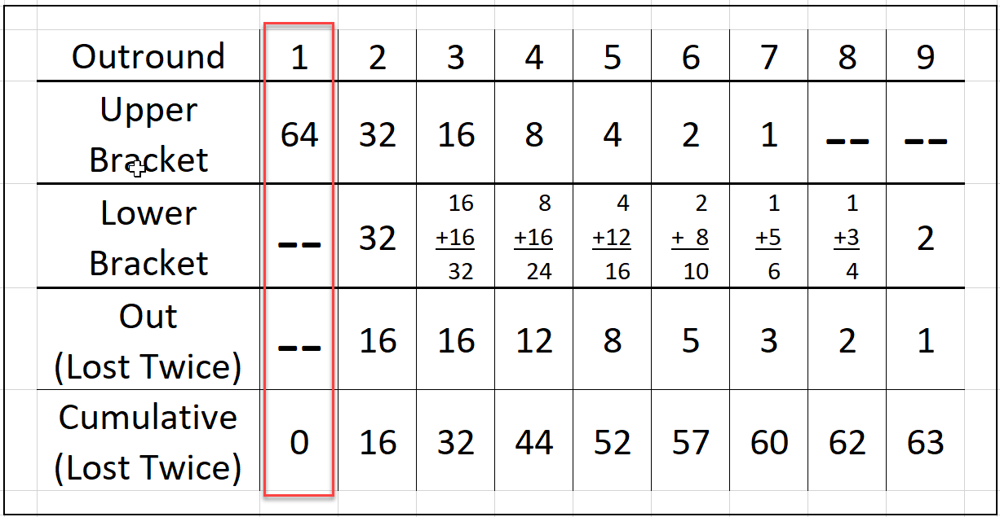 Outround 1 2 3 4 5 6 7 8 9
Upper
Bracket 64 32 16 8 4 2 1 -- --
Lower
Bracket -- 32 16 +16 32 8 +16 24 4 +12 16 2 + 8 10 1 +5 6 1 +3 4 2
Out
(Lost Twice) -- 16 16 12 8 5 3 2 1
Cumulative
(Lost Twice) 0 16 32 44 52 57 60 62 63